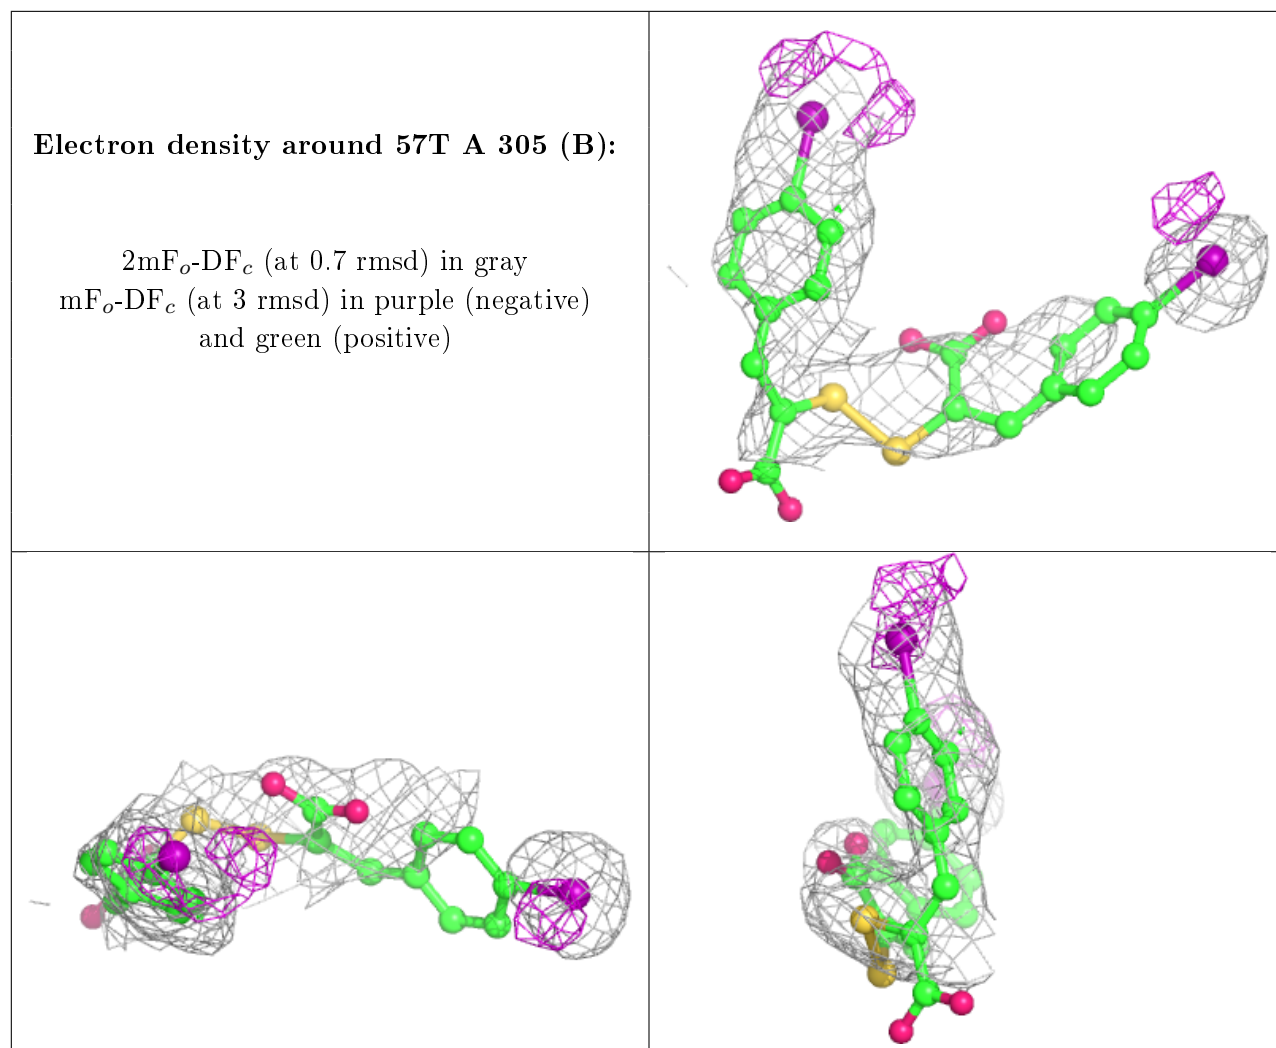 Electron density around 57T A 305 (B):
2mFo-DFc (at 0.7 rmsd) in gray
mFo-DFc (at 3 rmsd) in purple (negative)
and green (positive)